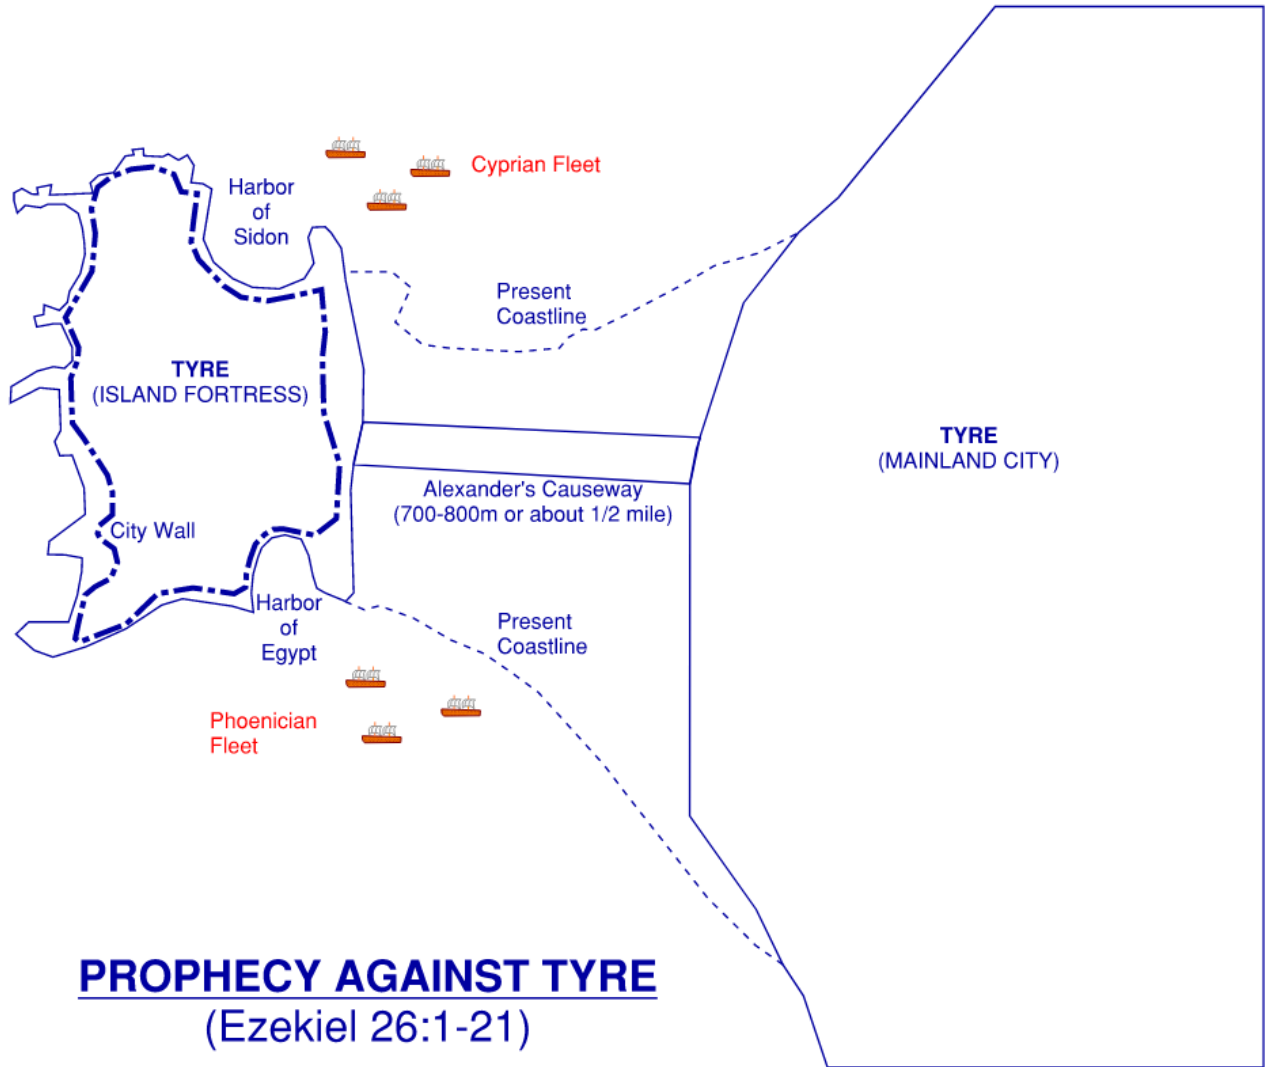 Cyprian Fleet
Harbor
of
Sidon
Present
Coastline
TYRE
(ISLAND FORTRESS)
TYRE
(MAINLAND CITY)
Alexander's Causeway
(700-800m or about 1/2 mile)
City Wall
Harbor
of
Egypt
Present
Coastline
Phoenician
Fleet
PROPHECY AGAINST TYRE
(Ezekiel 26:1-21)